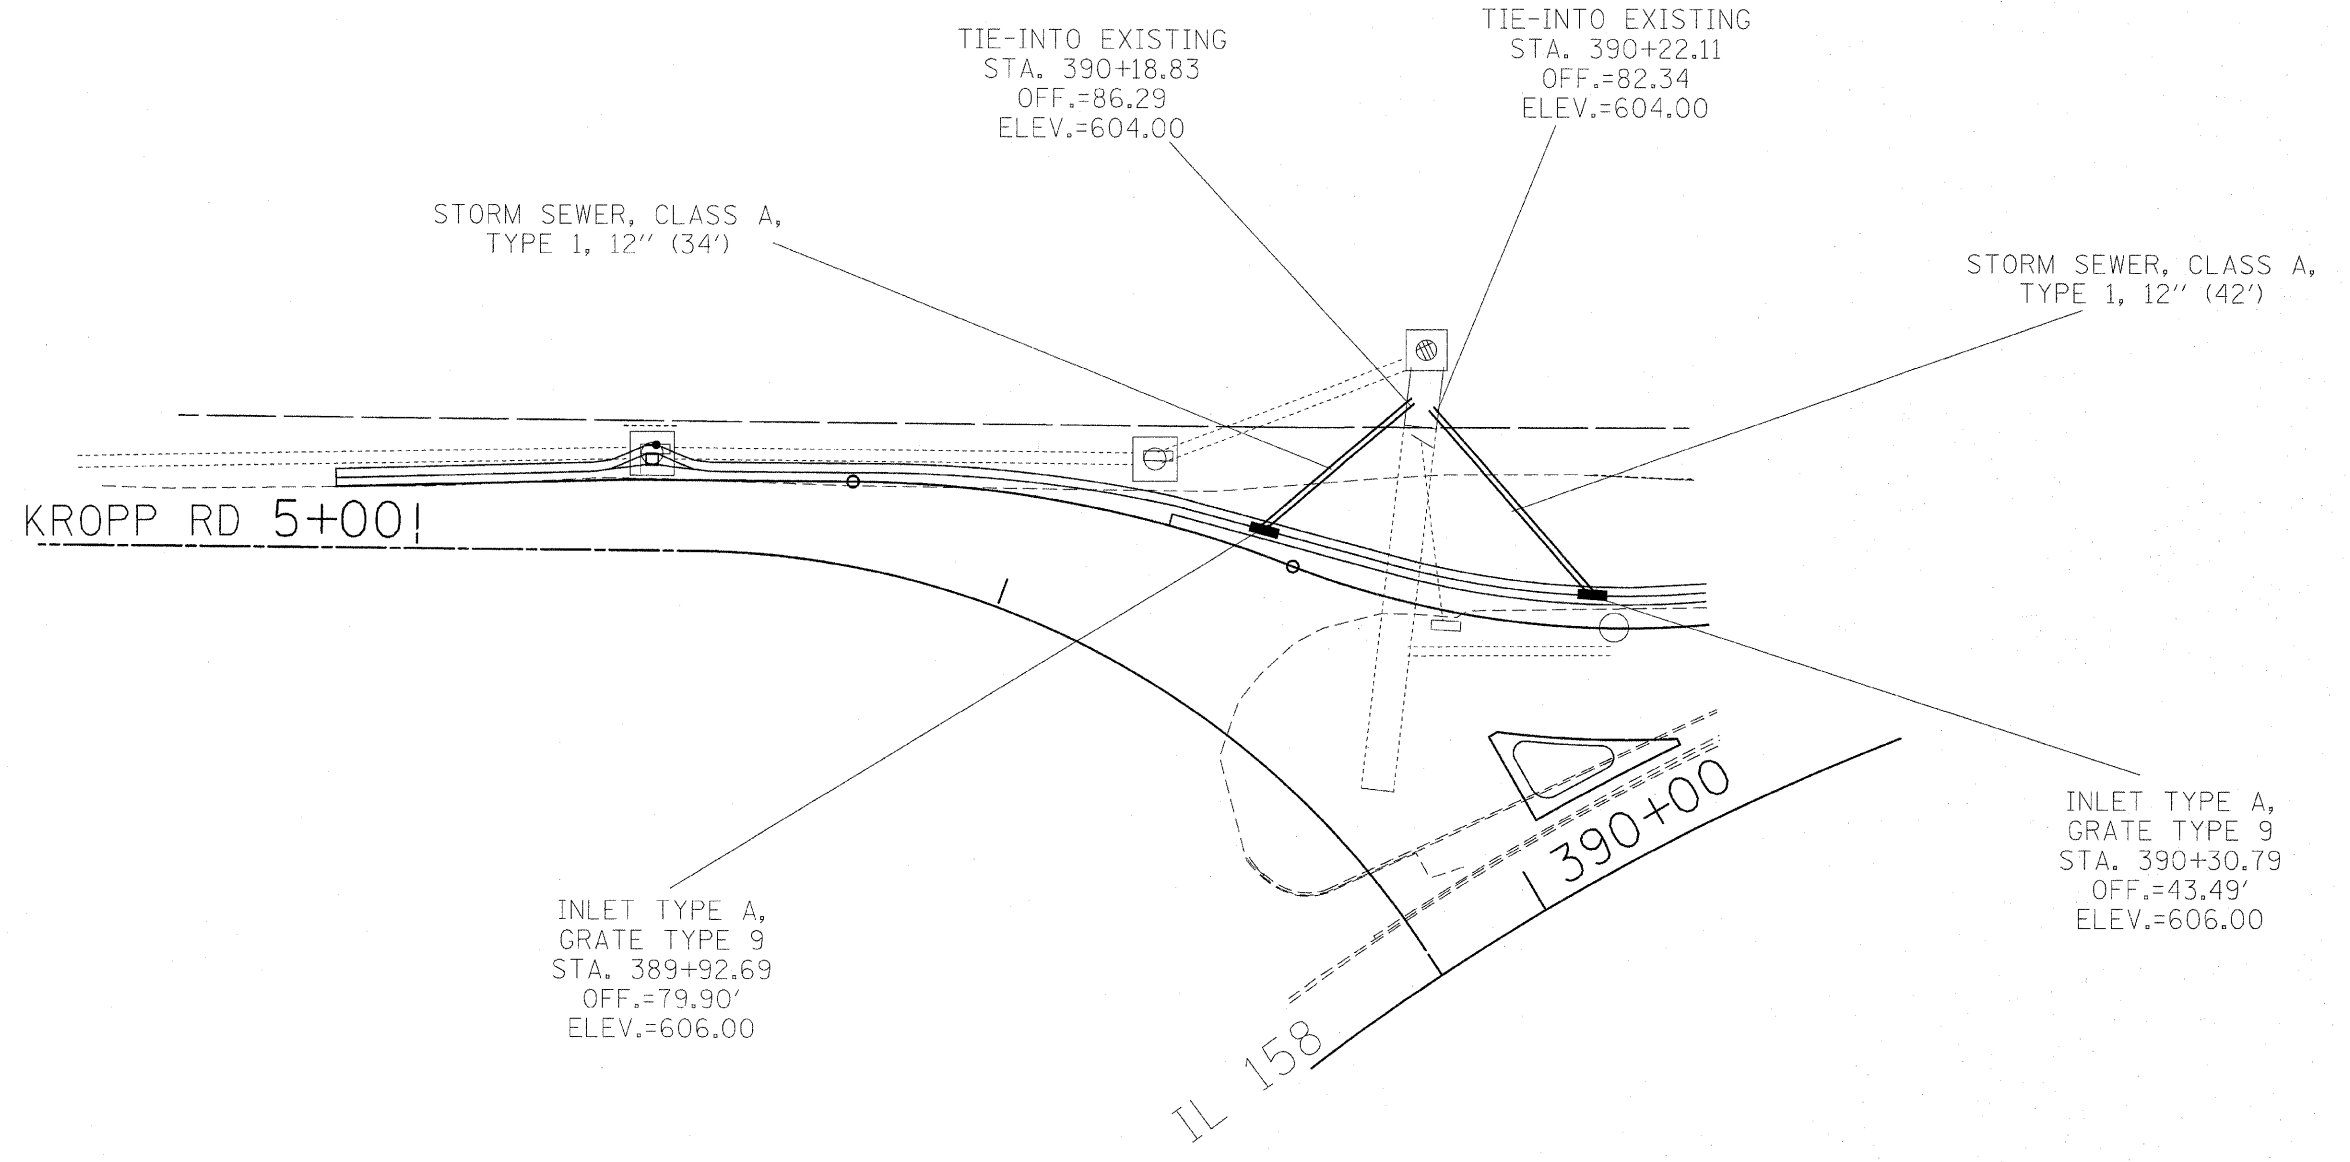 TIE-INTO EXISTING
STA. 390+18.83
OFF.=86.29
ELEV.=604.00
TIE-INTO EXISTING
STA. 390+22.11
OFF.=82.34
ELEV.=604.00
STORM SEWER, CLASS A,
TYPE 1, 12'' (34')
STORM SEWER, CLASS A,
TYPE 1, 12'' (42')
KROPP RD 5+00
390+00
IL 158
INLET TYPE A,
GRATE TYPE 9
STA. 389+92.69
OFF.=79.90'
ELEV.=606.00
INLET TYPE A,
GRATE TYPE 9
STA. 390+30.79
OFF.=43.49'
ELEV.=606.00